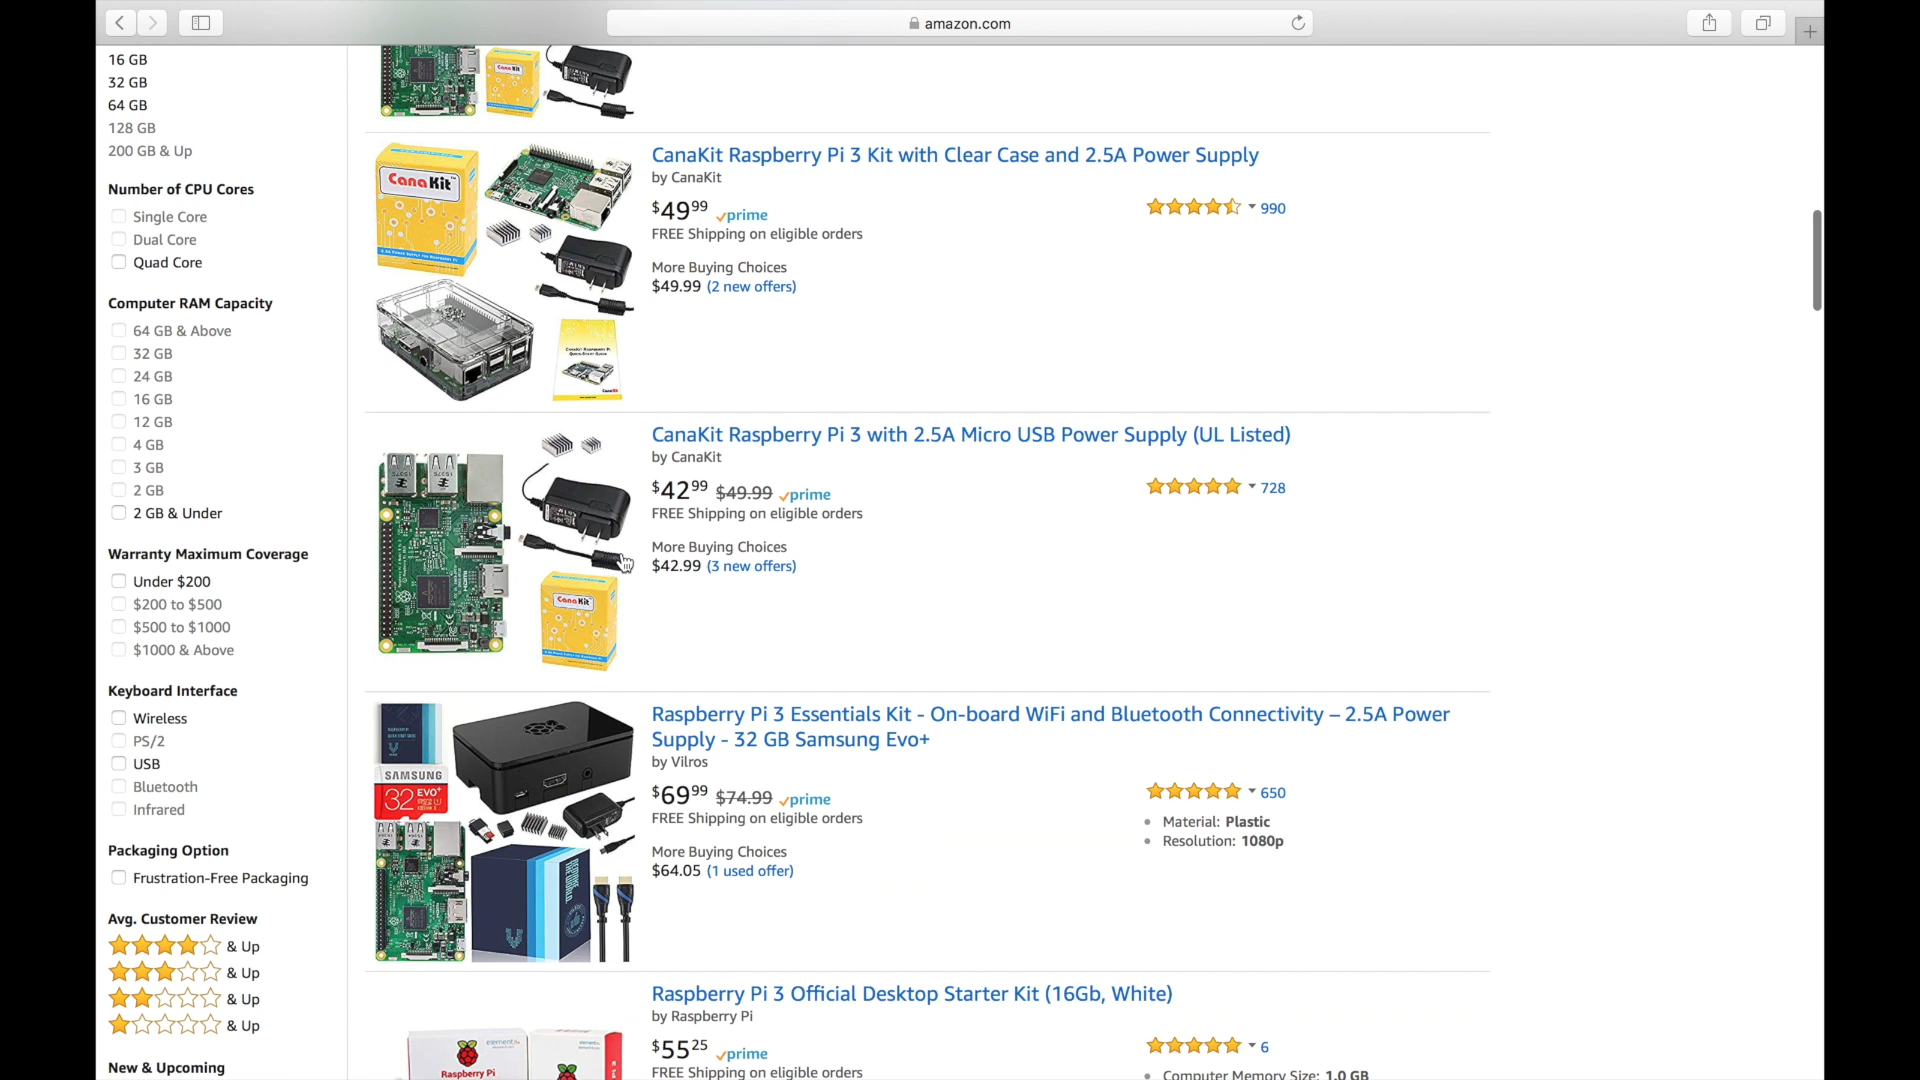 amazon.com
16 GB
32 GB
64 GB
128 GB
200 GB & Up
Number of CPU Cores
Single Core
Dual Core
Quad Core
Computer RAM Capacity
64 GB & Above
32 GB
24 GB
16 GB
12 GB
4 GB
3 GB
2 GB
2 GB & Under
Warranty Maximum Coverage
Under $200
$200 to $500
$500 to $1000
$1000 & Above
Keyboard Interface
Wireless
PS/2
USB
Bluetooth
Infrared
Packaging Option
Frustration-Free Packaging
Avg. Customer Review
& Up
& Up
& Up
& Up
New & Upcoming
CanaKit
CanaKit
CanaKit Raspberry Pi 3 Kit with Clear Case and 2.5A Power Supply
by CanaKit
$49.99 prime
FREE Shipping on eligible orders
More Buying Choices
$49.99 (2 new offers)
990
CanaKit
CanaKit Raspberry Pi 3 with 2.5A Micro USB Power Supply (UL Listed)
by CanaKit
$42.99 $49.99 prime
FREE Shipping on eligible orders
More Buying Choices
$42.99 (3 new offers)
728
SAMSUNG
32 EVO+
Raspberry Pi 3 Essentials Kit - On-board WiFi and Bluetooth Connectivity – 2.5A Power
Supply - 32 GB Samsung Evo+
by Vilros
$69.99 $74.99 prime
FREE Shipping on eligible orders
More Buying Choices
$64.05 (1 used offer)
650
Material: Plastic
Resolution: 1080p
element14
Raspberry Pi
Raspberry Pi 3 Official Desktop Starter Kit (16Gb, White)
by Raspberry Pi
$55.25 prime
FREE Shipping on eligible orders
6
Computer Memory Size: 1.0 GB